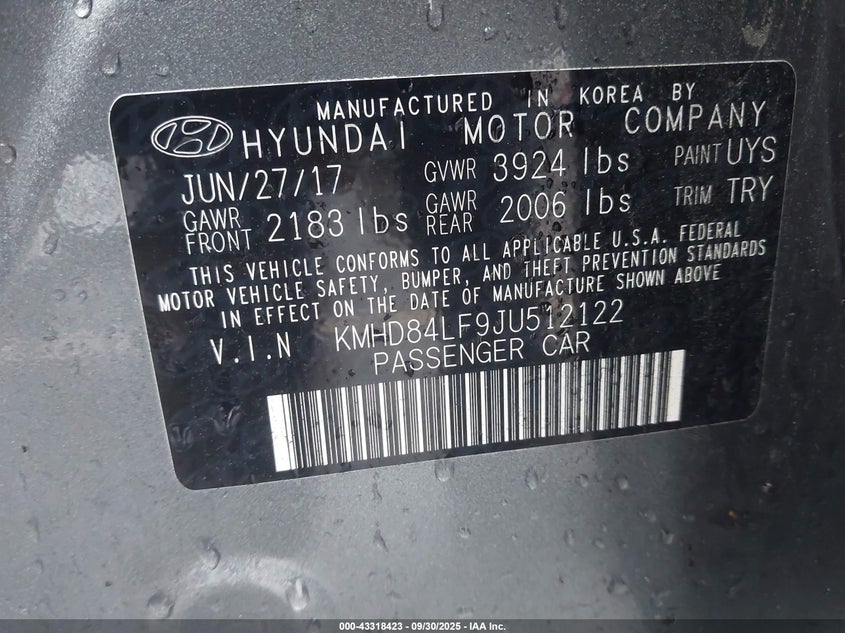 MANUFACTURED IN KOREA BY
HYUNDAI MOTOR COMPANY
JUN/27/17 GVWR 3924 lbs PAINT UYS
GAWR FRONT 2183 lbs GAWR REAR 2006 lbs TRIM TRY
THIS VEHICLE CONFORMS TO ALL APPLICABLE U.S.A. FEDERAL
MOTOR VEHICLE SAFETY, BUMPER, AND THEFT PREVENTION STANDARDS
IN EFFECT ON THE DATE OF MANUFACTURE SHOWN ABOVE
V.I.N KMHD84LF9JU512122
PASSENGER CAR
000-43318423 - 09/30/2025 - IAA Inc.